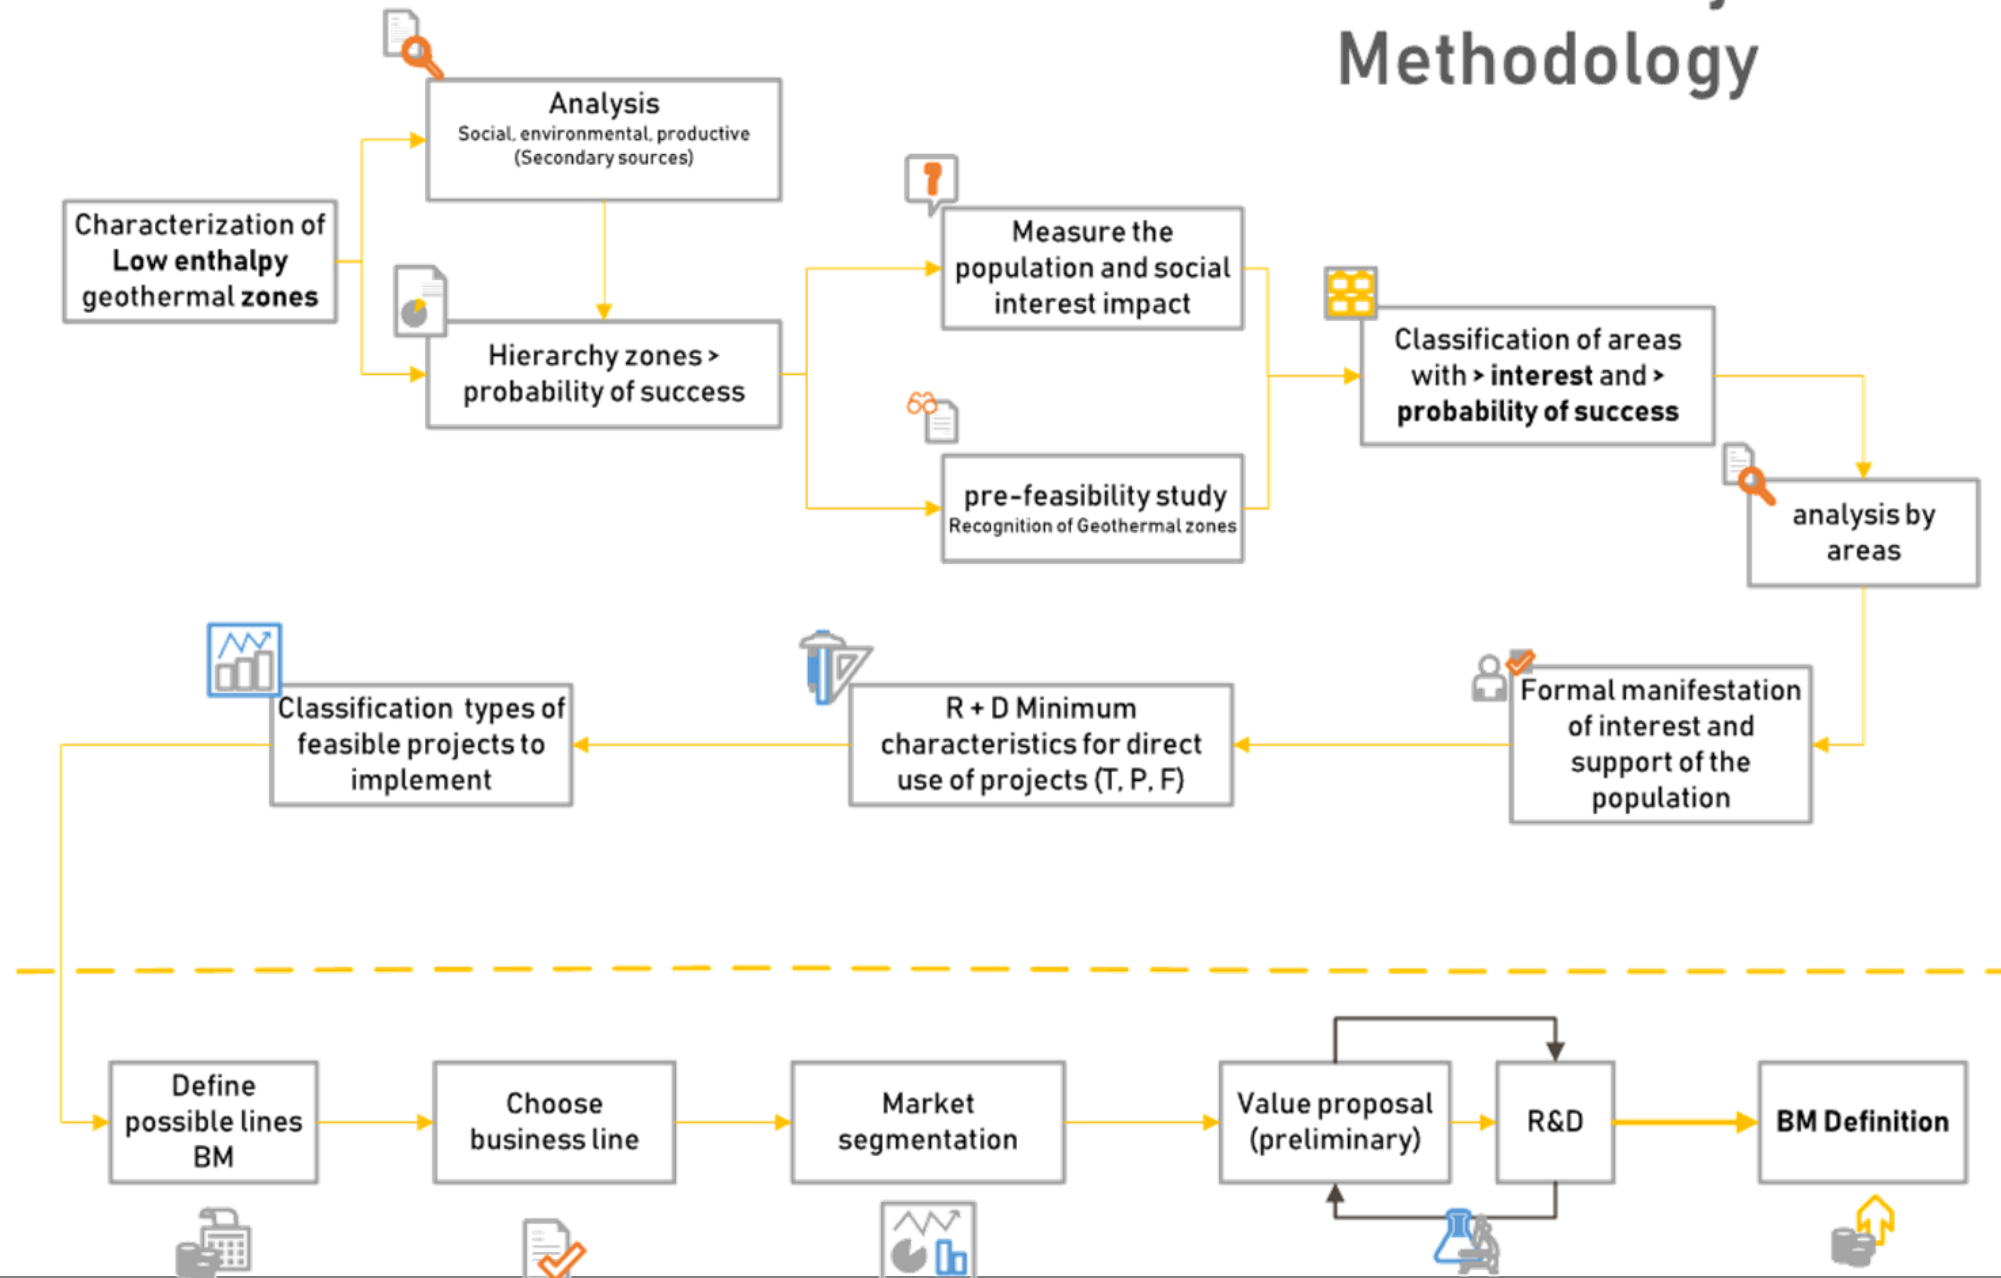 Methodology
Analysis
Social, environmental, productive
(Secondary sources)
Characterization of
Low enthalpy
geothermal zones
Hierarchy zones >
probability of success
Measure the
population and social
interest impact
pre-feasibility study
Recognition of Geothermal zones
Classification of areas
with > interest and >
probability of success
analysis by
areas
Formal manifestation
of interest and
support of the
population
R + D Minimum
characteristics for direct
use of projects (T, P, F)
Classification types of
feasible projects to
implement
Define
possible lines
BM
Choose
business line
Market
segmentation
Value proposal
(preliminary)
R&D
BM Definition